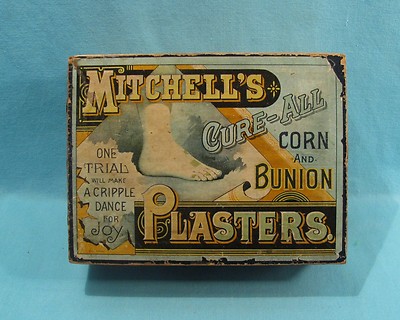 MITCHELL'S
CURE-ALL
CORN
AND
BUNION
PLASTERS.
ONE
TRIAL
WILL MAKE
A CRIPPLE
DANCE
FOR
JOY